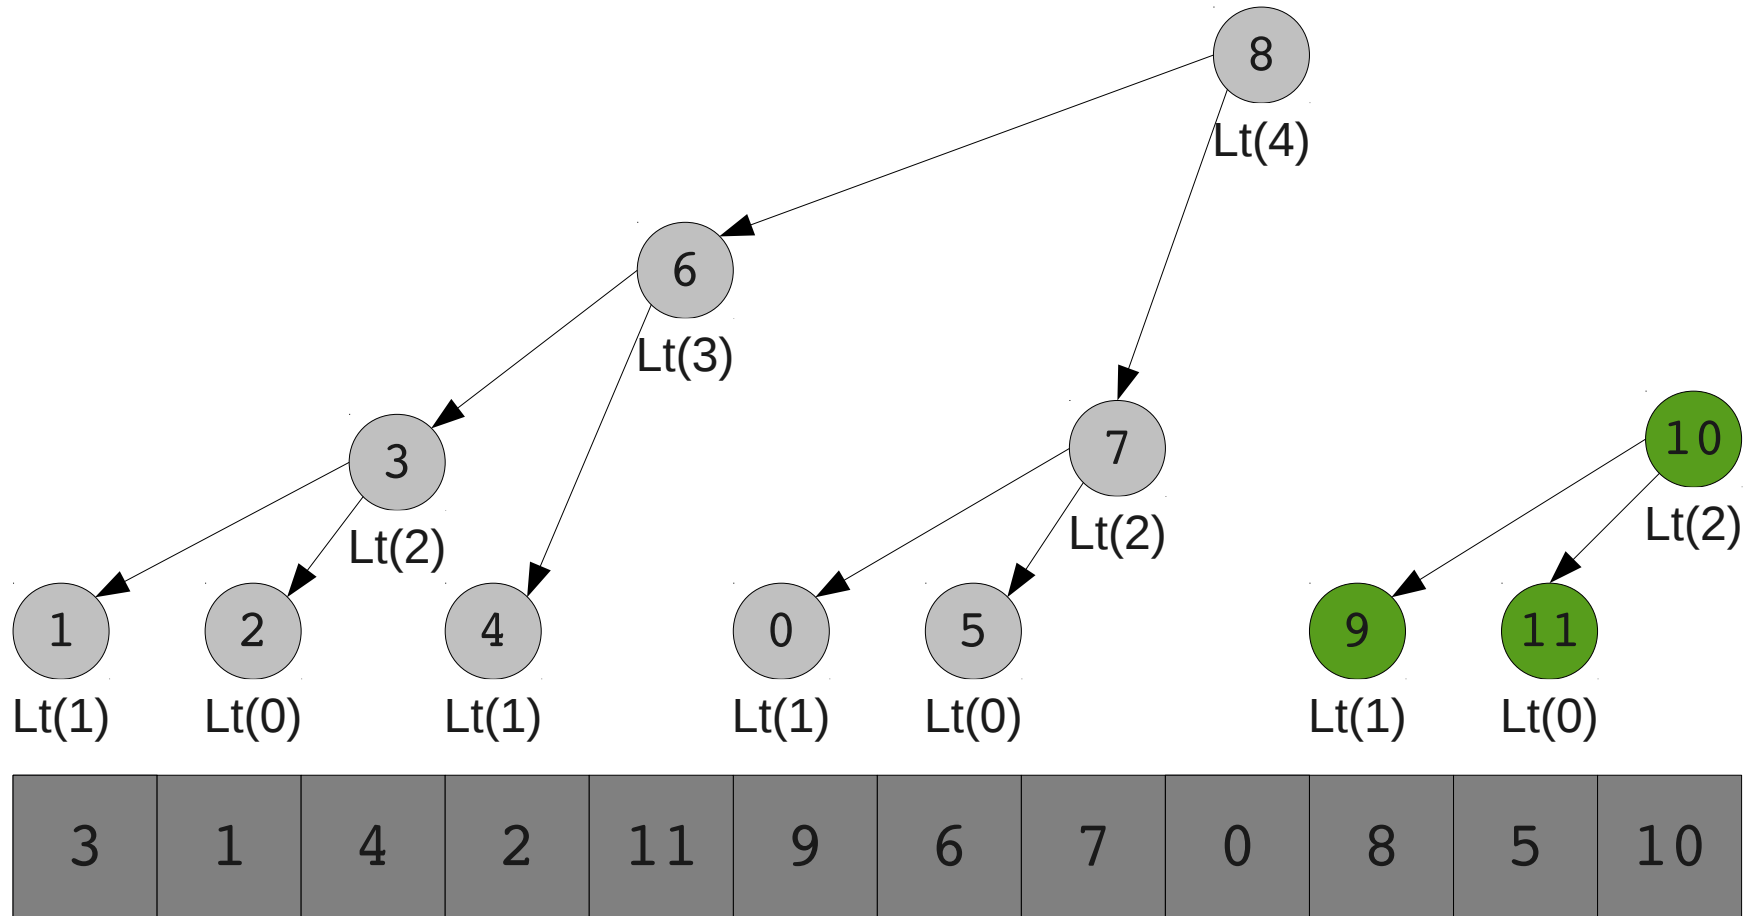 8
Lt(4)
6
Lt(3)
3
Lt(2)
7
Lt(2)
10
Lt(2)
1
Lt(1)
2
Lt(0)
4
Lt(1)
0
Lt(1)
5
Lt(0)
9
Lt(1)
11
Lt(0)
3 1 4 2 11 9 6 7 0 8 5 10